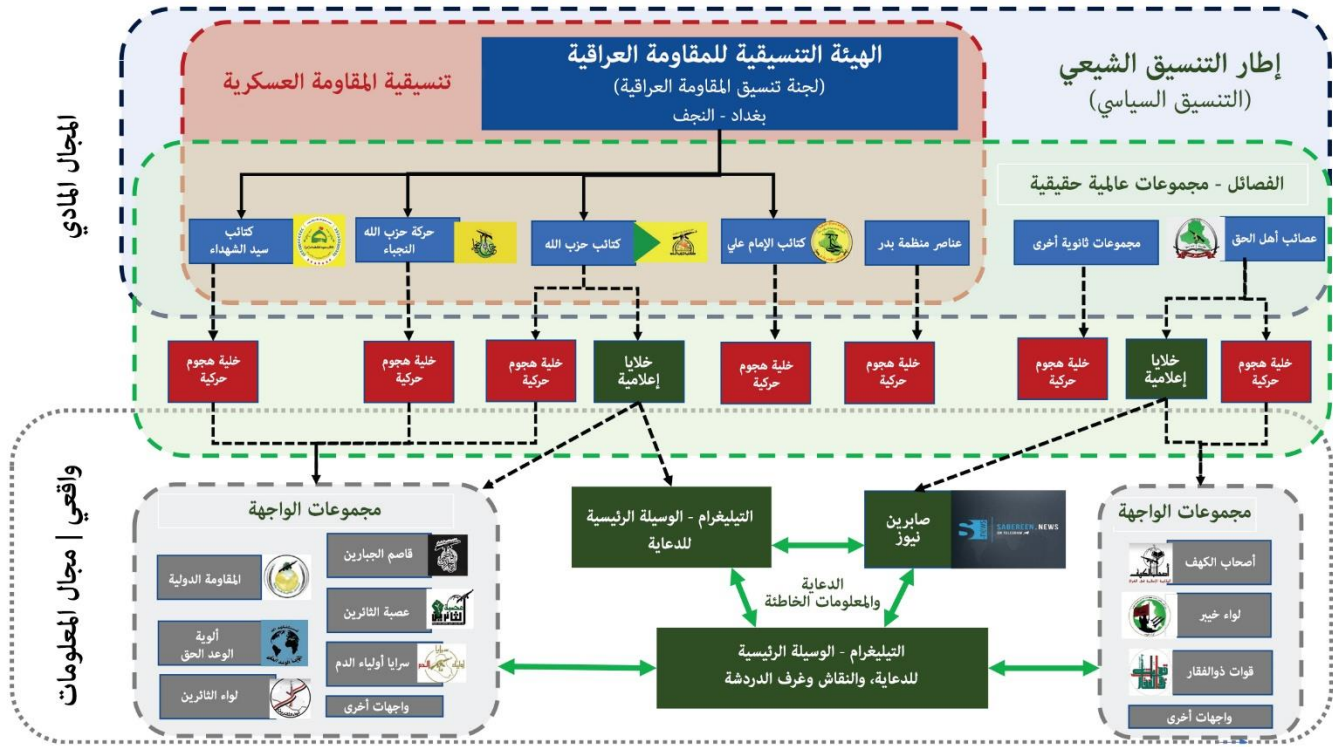 الهيئة التنسيقية للمقاومة العراقية
(لجنة تنسيق المقاومة العراقية)
بغداد - النجف
إطار التنسيق الشيعي
(التنسيق السياسي)
تنسيقية المقاومة العسكرية
المجال المادي
الفصائل - مجموعات عالمية حقيقية
عصائب أهل الحق
مجموعات ثانوية أخرى
عناصر منظمة بدر
كتائب الإمام علي
كتائب حزب الله
حركة حزب الله
النجباء
كتائب
سيد الشهداء
خلية هجوم
حركية
خلايا
إعلامية
خلية هجوم
حركية
خلية هجوم
حركية
خلية هجوم
حركية
خلايا
إعلامية
خلية هجوم
حركية
خلية هجوم
حركية
خلية هجوم
حركية
واقعي | مجال المعلومات
مجموعات الواجهة
أصحاب الكهف
لواء خيبر
قوات ذوالفقار
واجهات أخرى
صابرين
نيوز
SABEREEN.NEWS
التيليغرام - الوسيلة الرئيسية
للدعاية
الدعاية
والمعلومات الخاطئة
التيليغرام - الوسيلة الرئيسية
للدعاية، والنقاش وغرف الدردشة
مجموعات الواجهة
قاصم الجبارين
عصبة الثائرين
سرايا أولياء الدم
واجهات أخرى
المقاومة الدولية
ألوية
الوعد الحق
لواء الثائرين